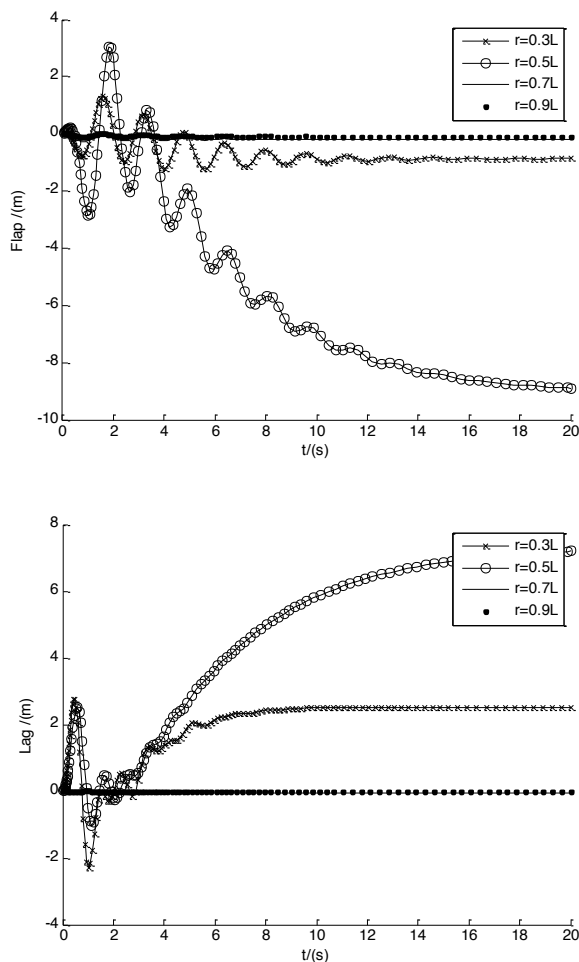 4
2
0
-2
-4
-6
-8
-10
Flap /(m)
0 2 4 6 8 10 12 14 16 18 20
t/(s)
r=0.3L
r=0.5L
r=0.7L
r=0.9L
8
6
4
2
0
-2
-4
Lag /(m)
0 2 4 6 8 10 12 14 16 18 20
t/(s)
r=0.3L
r=0.5L
r=0.7L
r=0.9L